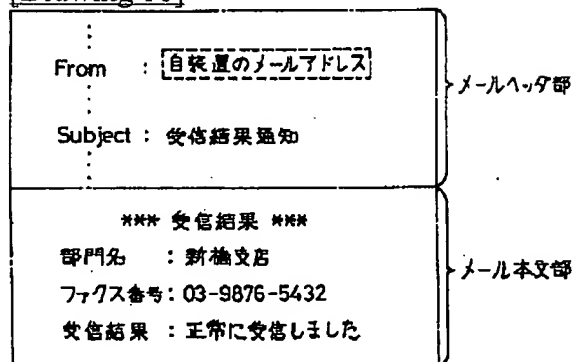 From : 自装置のメールアドレス
メールヘッダ部
Subject : 受信結果通知
*** 受信結果 ***
部門名 : 新橋支店
メール本文部
ファクス番号: 03-9876-5432
受信結果 : 正常に受信しました